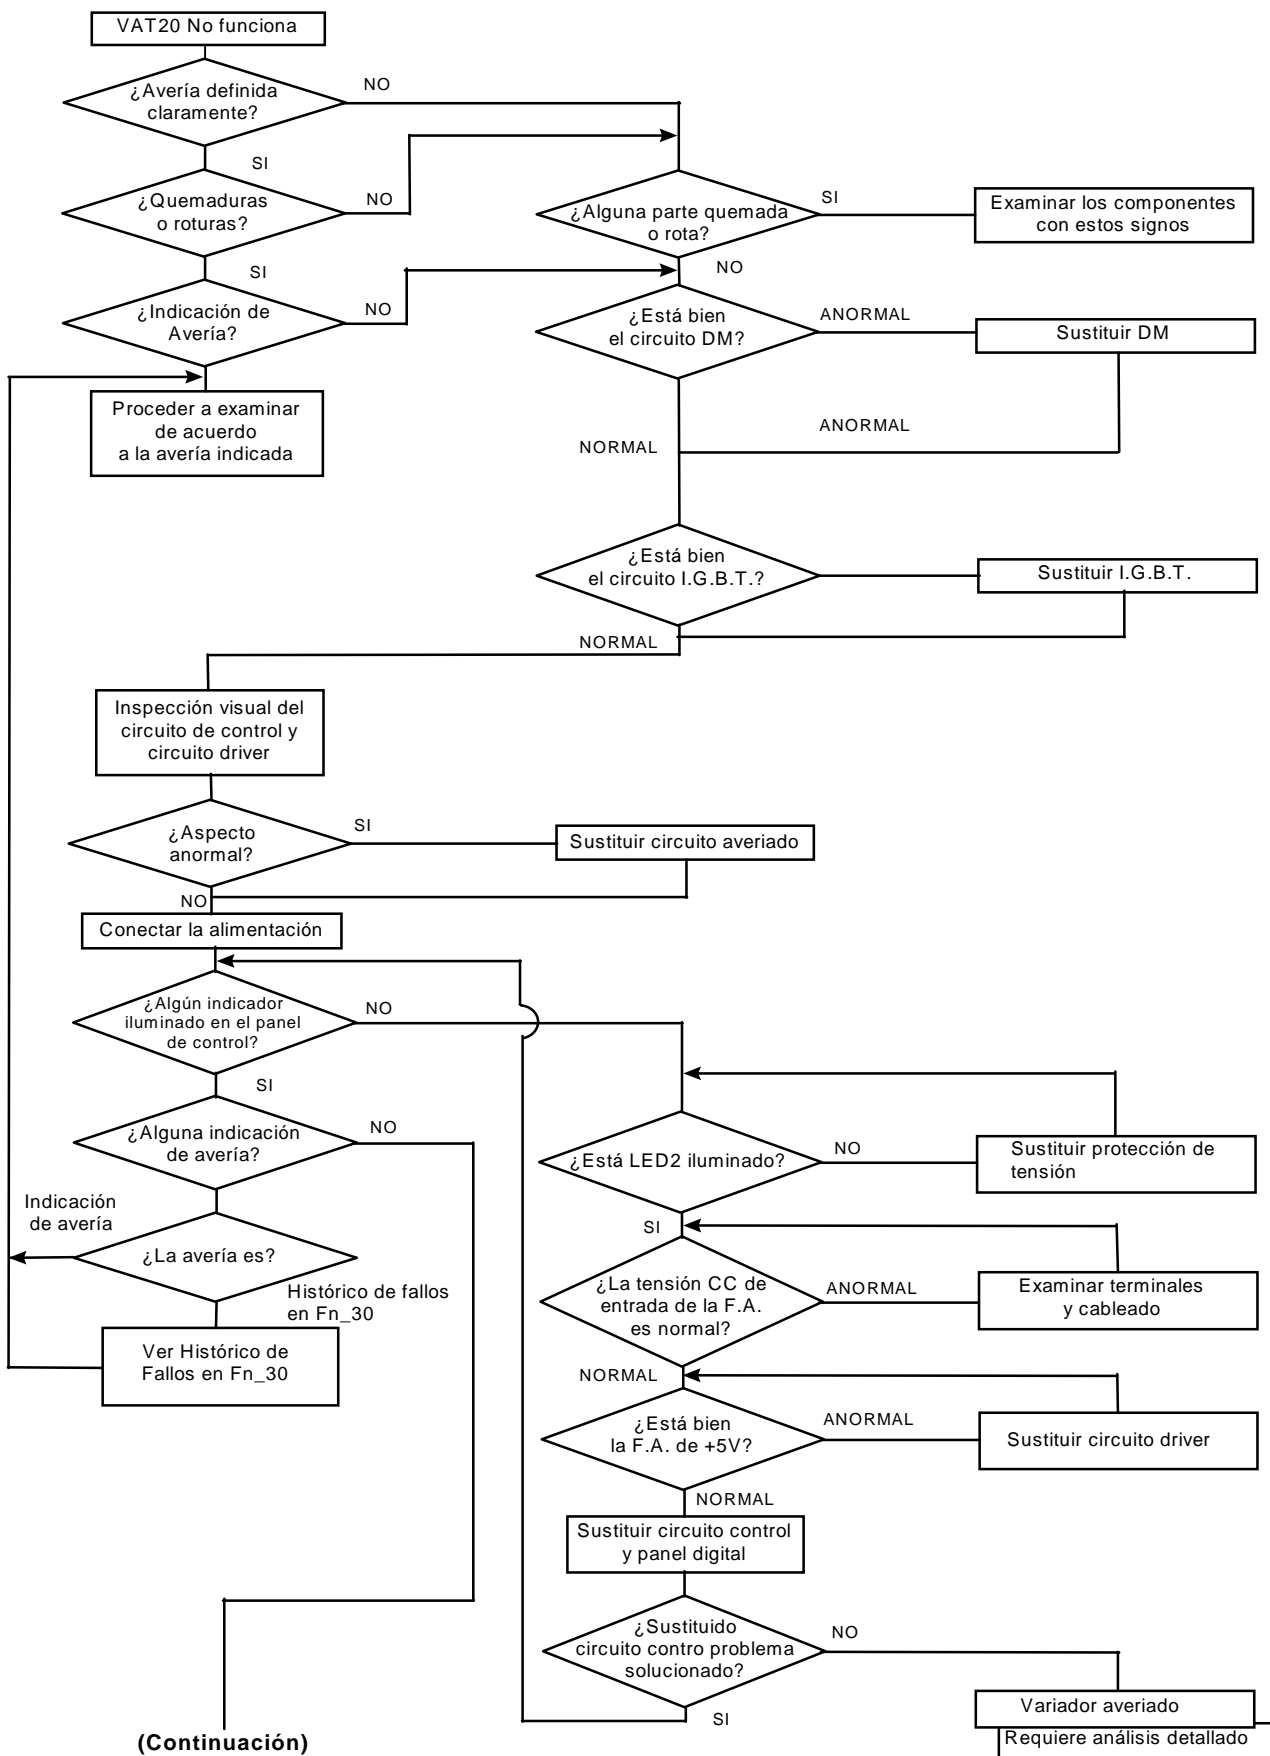 VAT20 No funciona
¿Avería definida
claramente?
NO
SI
¿Quemaduras
o roturas?
NO
¿Alguna parte quemada
o rota?
SI
Examinar los componentes
con estos signos
SI
NO
¿Indicación de
Avería?
NO
¿Está bien
el circuito DM?
ANORMAL
Sustituir DM
Proceder a examinar
de acuerdo
a la avería indicada
NORMAL
ANORMAL
¿Está bien
el circuito I.G.B.T.?
Sustituir I.G.B.T.
NORMAL
Inspección visual del
circuito de control y
circuito driver
¿Aspecto
anormal?
SI
Sustituir circuito averiado
NO
Conectar la alimentación
¿Algún indicador
iluminado en el panel
de control?
NO
SI
¿Alguna indicación
de avería?
NO
¿Está LED2 iluminado?
NO
Sustituir protección de
tensión
Indicación
de avería
SI
¿La avería es?
Histórico de fallos
en Fn_30
¿La tensión CC de
entrada de la F.A.
es normal?
ANORMAL
Examinar terminales
y cableado
Ver Histórico de
Fallos en Fn_30
NORMAL
¿Está bien
la F.A. de +5V?
ANORMAL
Sustituir circuito driver
NORMAL
Sustituir circuito control
y panel digital
¿Sustituido
circuito contro problema
solucionado?
NO
SI
Variador averiado
Requiere análisis detallado
(Continuación)